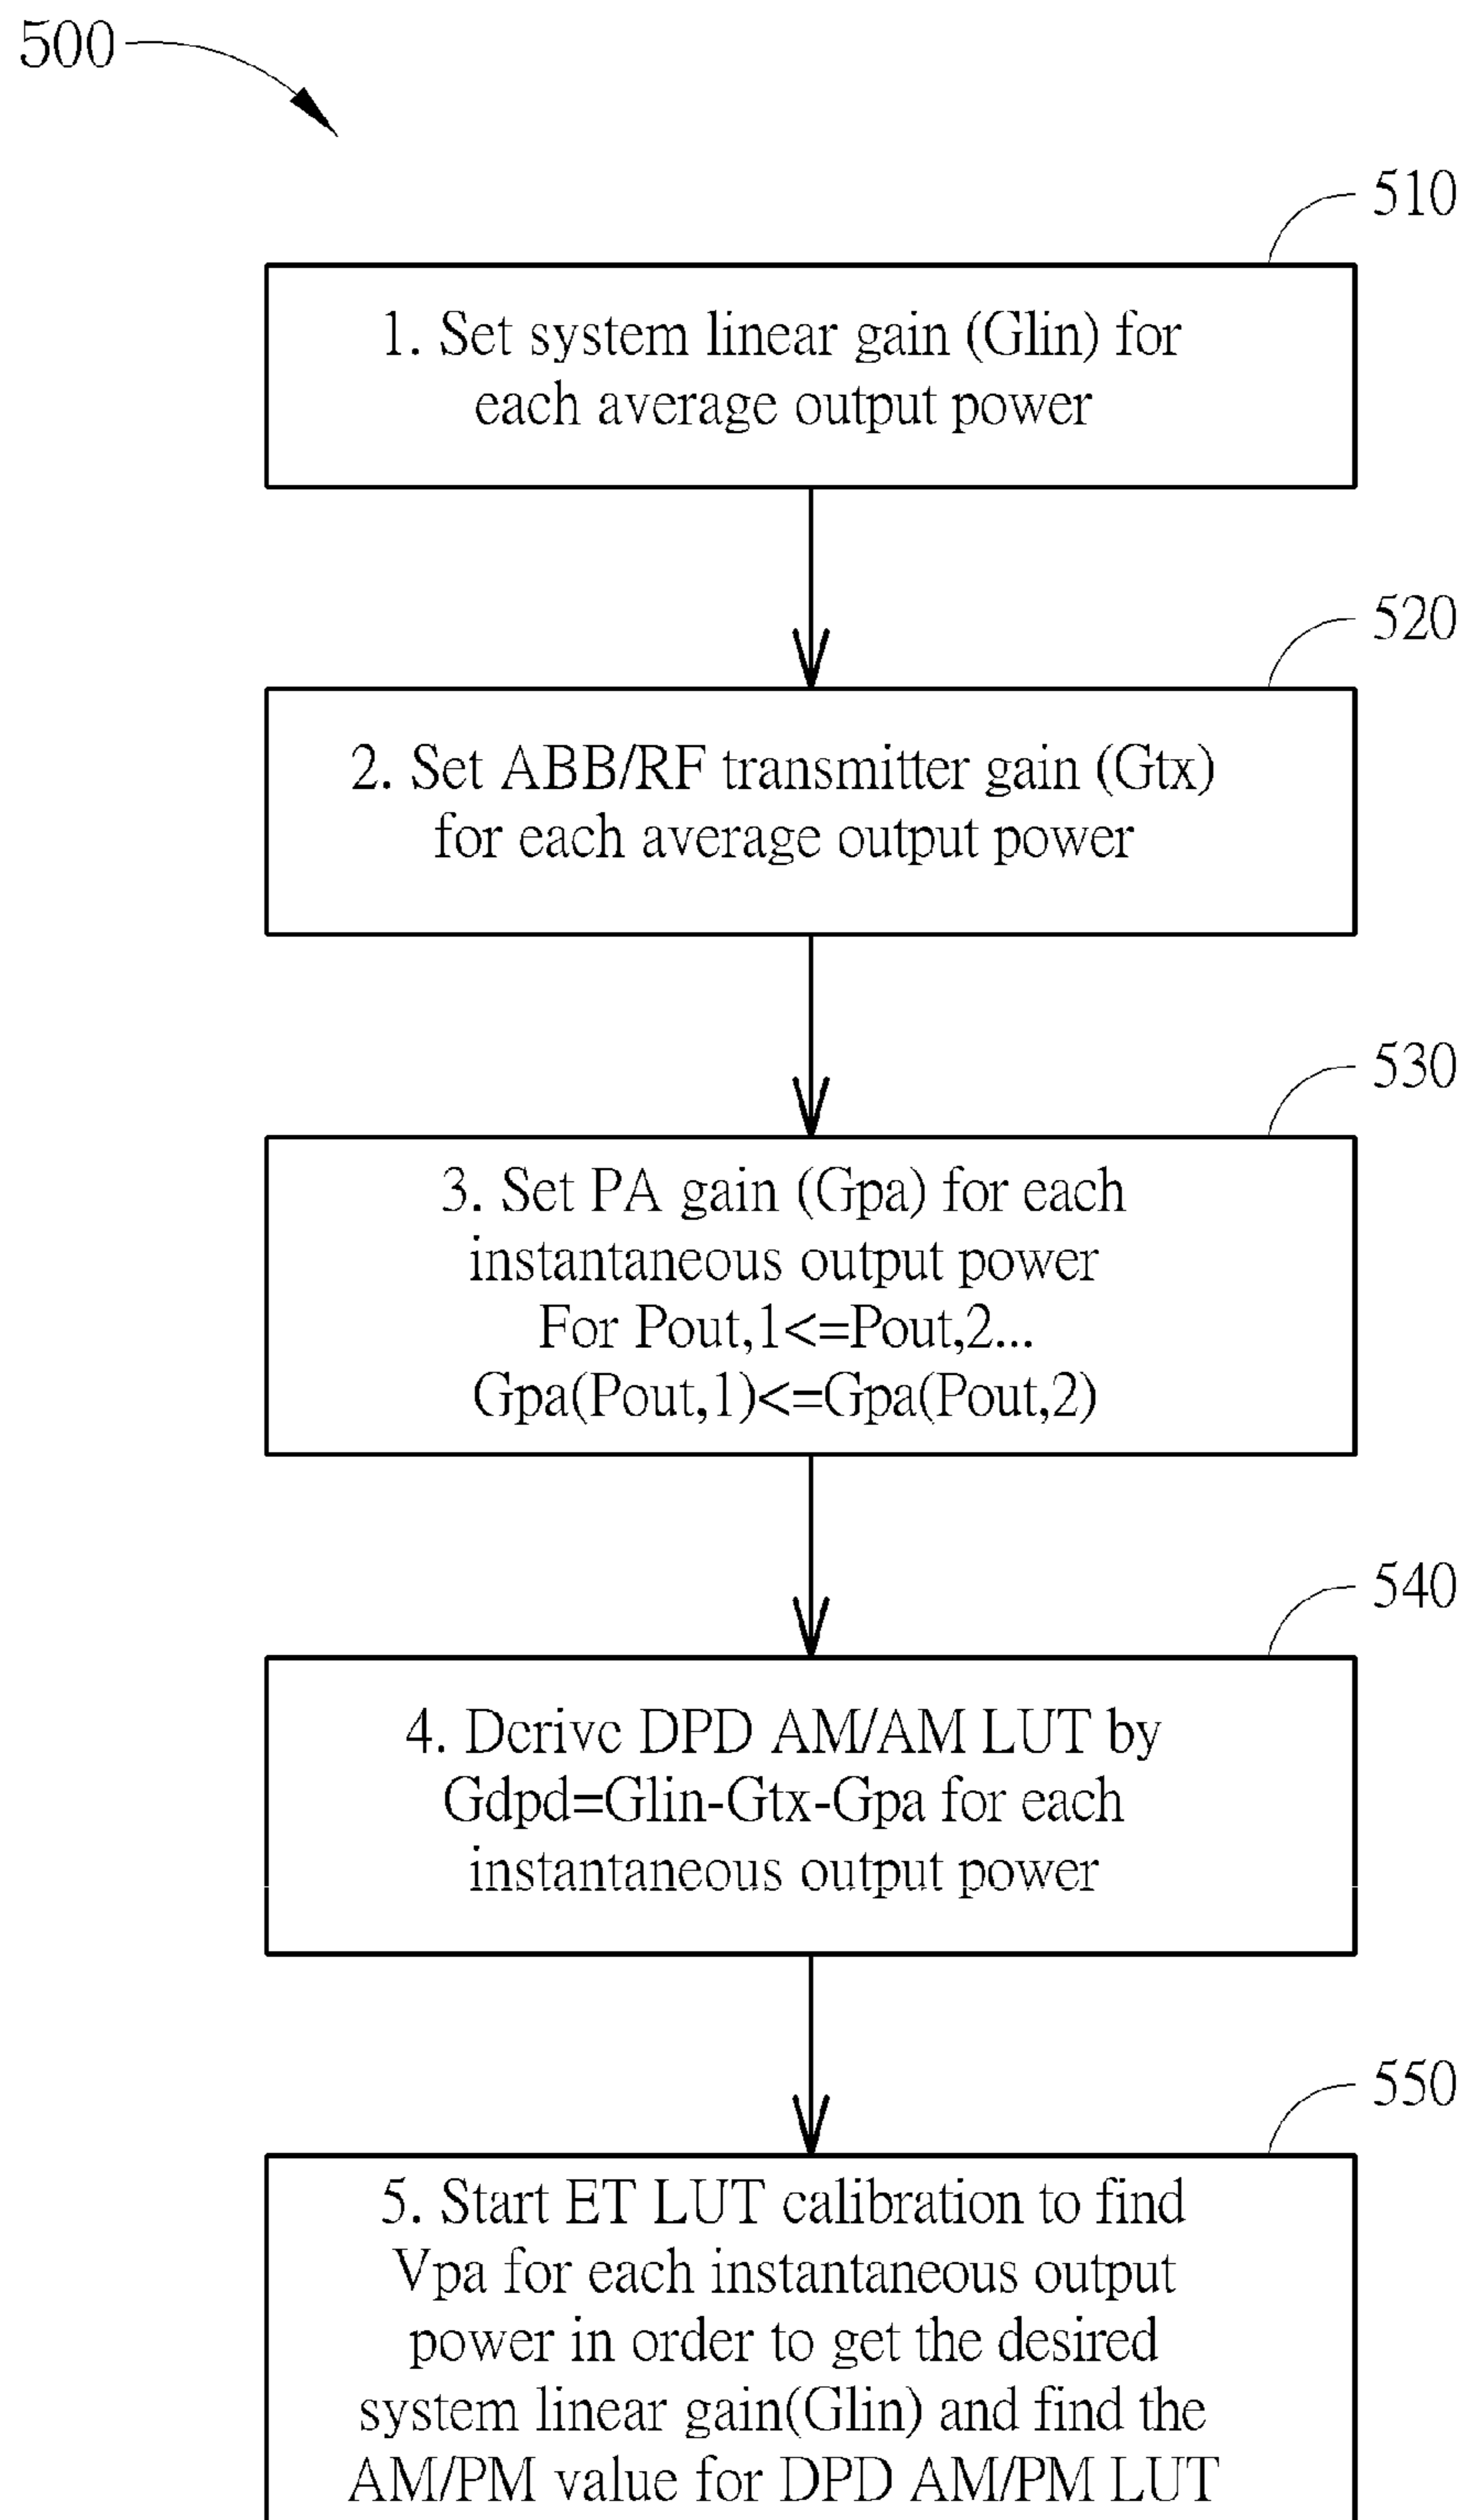 500
510
1. Set system linear gain (Glin) for
each average output power
520
2. Set ABB/RF transmitter gain (Gtx)
for each average output power
530
3. Set PA gain (Gpa) for each
instantaneous output power
For Pout,1<=Pout,2...
Gpa(Pout,1)<=Gpa(Pout,2)
540
4. Derive DPD AM/AM LUT by
Gdpd=Glin-Gtx-Gpa for each
instantaneous output power
550
5. Start ET LUT calibration to find
Vpa for each instantaneous output
power in order to get the desired
system linear gain(Glin) and find the
AM/PM value for DPD AM/PM LUT